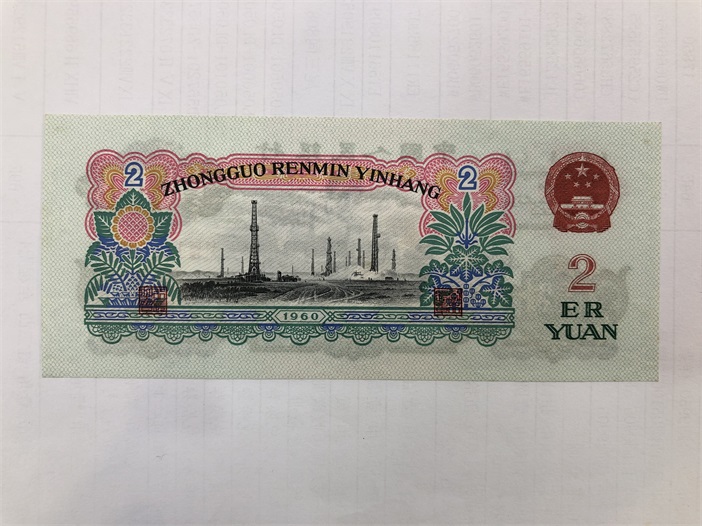 2
ZHONGGUO RENMIN YINHANG
2
2
ER
YUAN
1960